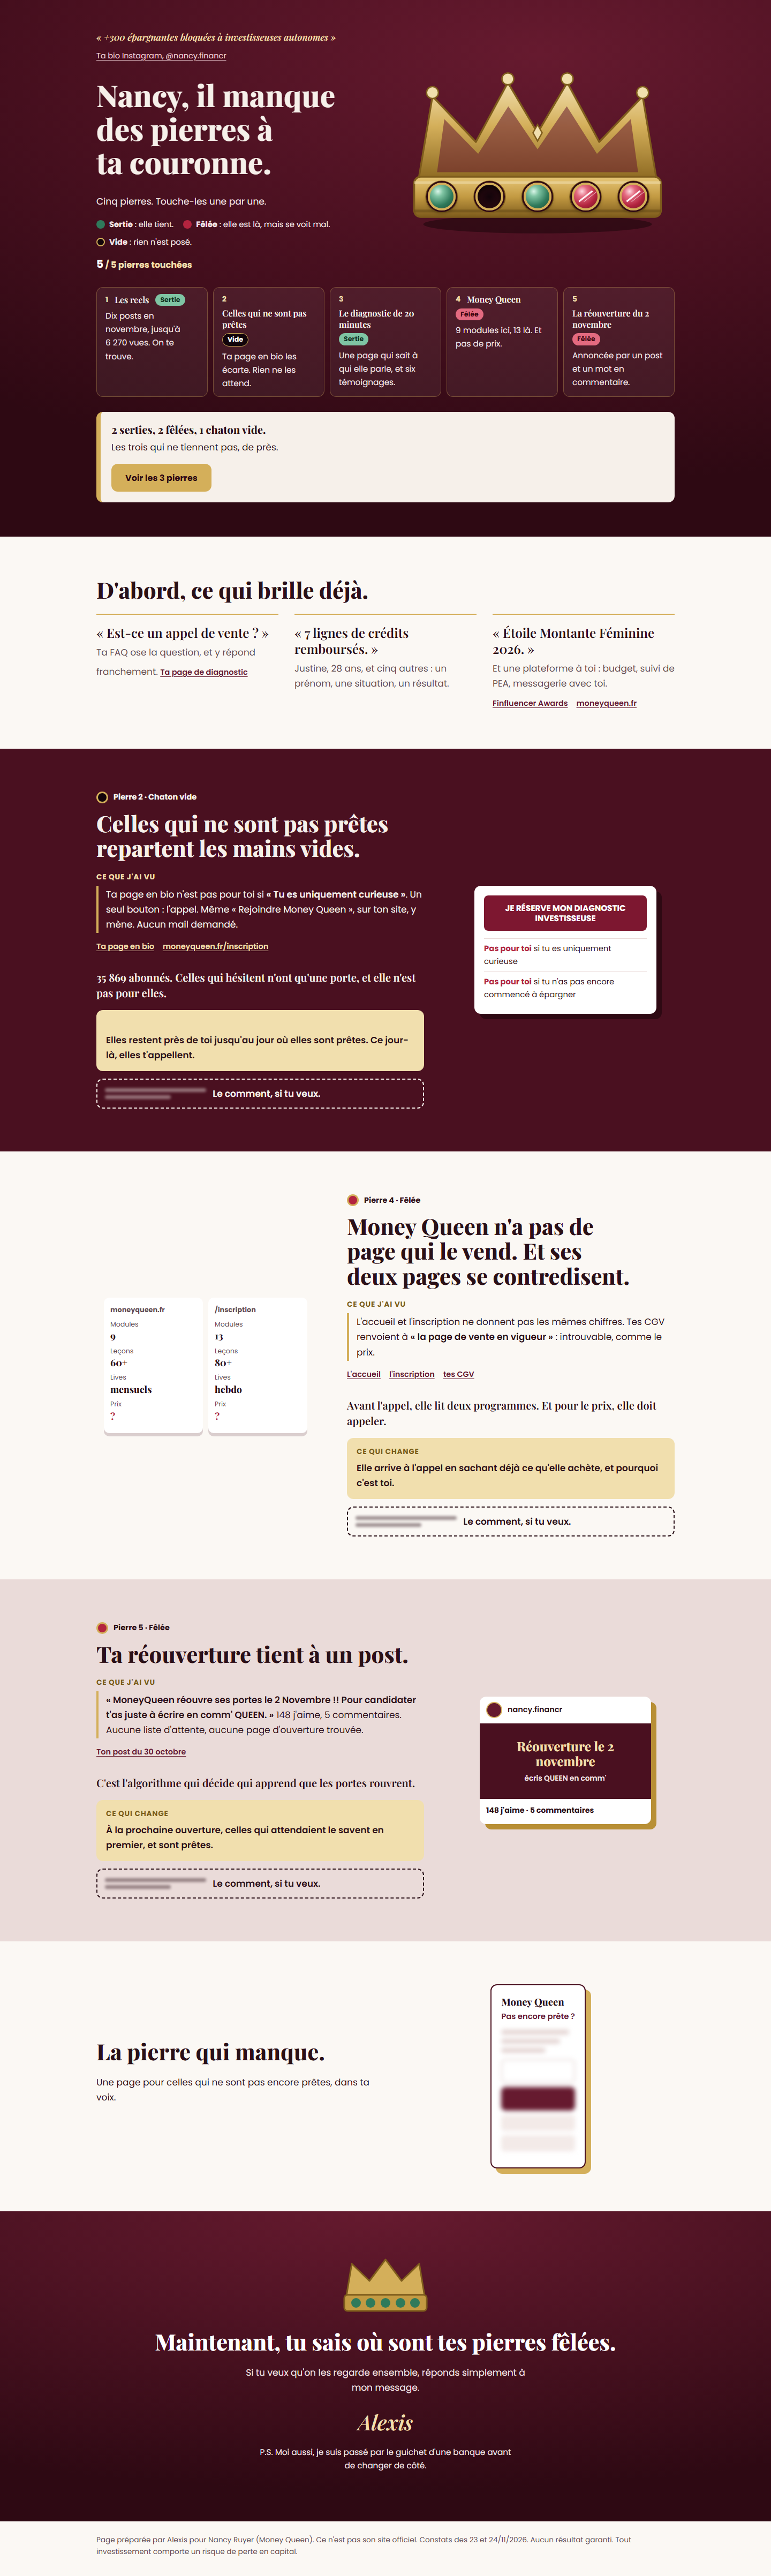 « +300 épargnantes bloquées à investisseuses autonomes »
Ta bio Instagram, @nancy.financr
Nancy, il manque
des pierres à
ta couronne.
Cinq pierres. Touche-les une par une.
Sertie : elle tient. Fêlée : elle est là, mais se voit mal.
Vide : rien n'est posé.
5 / 5 pierres touchées
1 Les reels Sertie
Dix posts en
novembre, jusqu'à
6 270 vues. On te
trouve.
2
Celles qui ne sont pas
prêtes
Vide
Ta page en bio les
écarte. Rien ne les
attend.
3
Le diagnostic de 20
minutes
Sertie
Une page qui sait à
qui elle parle, et six
témoignages.
4 Money Queen
Fêlée
9 modules ici, 13 là. Et
pas de prix.
5
La réouverture du 2
novembre
Fêlée
Annoncée par un post
et un mot en
commentaire.
2 serties, 2 fêlées, 1 chaton vide.
Les trois qui ne tiennent pas, de près.
Voir les 3 pierres
D'abord, ce qui brille déjà.
« Est-ce un appel de vente ? »
Ta FAQ ose la question, et y répond
franchement. Ta page de diagnostic
« 7 lignes de crédits
remboursés. »
Justine, 28 ans, et cinq autres : un
prénom, une situation, un résultat.
« Étoile Montante Féminine
2026. »
Et une plateforme à toi : budget, suivi de
PEA, messagerie avec toi.
Finfluencer Awards moneyqueen.fr
Pierre 2 · Chaton vide
Celles qui ne sont pas prêtes
repartent les mains vides.
CE QUE J'AI VU
Ta page en bio n'est pas pour toi si « Tu es uniquement curieuse ». Un
seul bouton : l'appel. Même « Rejoindre Money Queen », sur ton site, y
mène. Aucun mail demandé.
Ta page en bio moneyqueen.fr/inscription
35 869 abonnés. Celles qui hésitent n'ont qu'une porte, et elle n'est
pas pour elles.
Elles restent près de toi jusqu'au jour où elles sont prêtes. Ce jour-
là, elles t'appellent.
Le comment, si tu veux.
JE RÉSERVE MON DIAGNOSTIC
INVESTISSEUSE
Pas pour toi si tu es uniquement
curieuse
Pas pour toi si tu n'as pas encore
commencé à épargner
Pierre 4 · Fêlée
Money Queen n'a pas de
page qui le vend. Et ses
deux pages se contredisent.
CE QUE J'AI VU
L'accueil et l'inscription ne donnent pas les mêmes chiffres. Tes CGV
renvoient à « la page de vente en vigueur » : introuvable, comme le
prix.
L'accueil l'inscription tes CGV
Avant l'appel, elle lit deux programmes. Et pour le prix, elle doit
appeler.
CE QUI CHANGE
Elle arrive à l'appel en sachant déjà ce qu'elle achète, et pourquoi
c'est toi.
Le comment, si tu veux.
moneyqueen.fr
Modules
9
Leçons
60+
Lives
mensuels
Prix
?
/inscription
Modules
13
Leçons
80+
Lives
hebdo
Prix
?
Pierre 5 · Fêlée
Ta réouverture tient à un post.
CE QUE J'AI VU
« MoneyQueen réouvre ses portes le 2 Novembre !! Pour candidater
t'as juste à écrire en comm' QUEEN. » 148 j'aime, 5 commentaires.
Aucune liste d'attente, aucune page d'ouverture trouvée.
Ton post du 30 octobre
C'est l'algorithme qui décide qui apprend que les portes rouvrent.
CE QUI CHANGE
À la prochaine ouverture, celles qui attendaient le savent en
premier, et sont prêtes.
Le comment, si tu veux.
nancy.financr
Réouverture le 2
novembre
écris QUEEN en comm'
148 j'aime · 5 commentaires
La pierre qui manque.
Une page pour celles qui ne sont pas encore prêtes, dans ta
voix.
Money Queen
Pas encore prête ?
Maintenant, tu sais où sont tes pierres fêlées.
Si tu veux qu'on les regarde ensemble, réponds simplement à
mon message.
Alexis
P.S. Moi aussi, je suis passé par le guichet d'une banque avant
de changer de côté.
Page préparée par Alexis pour Nancy Ruyer (Money Queen). Ce n'est pas son site officiel. Constats des 23 et 24/11/2026. Aucun résultat garanti. Tout
investissement comporte un risque de perte en capital.